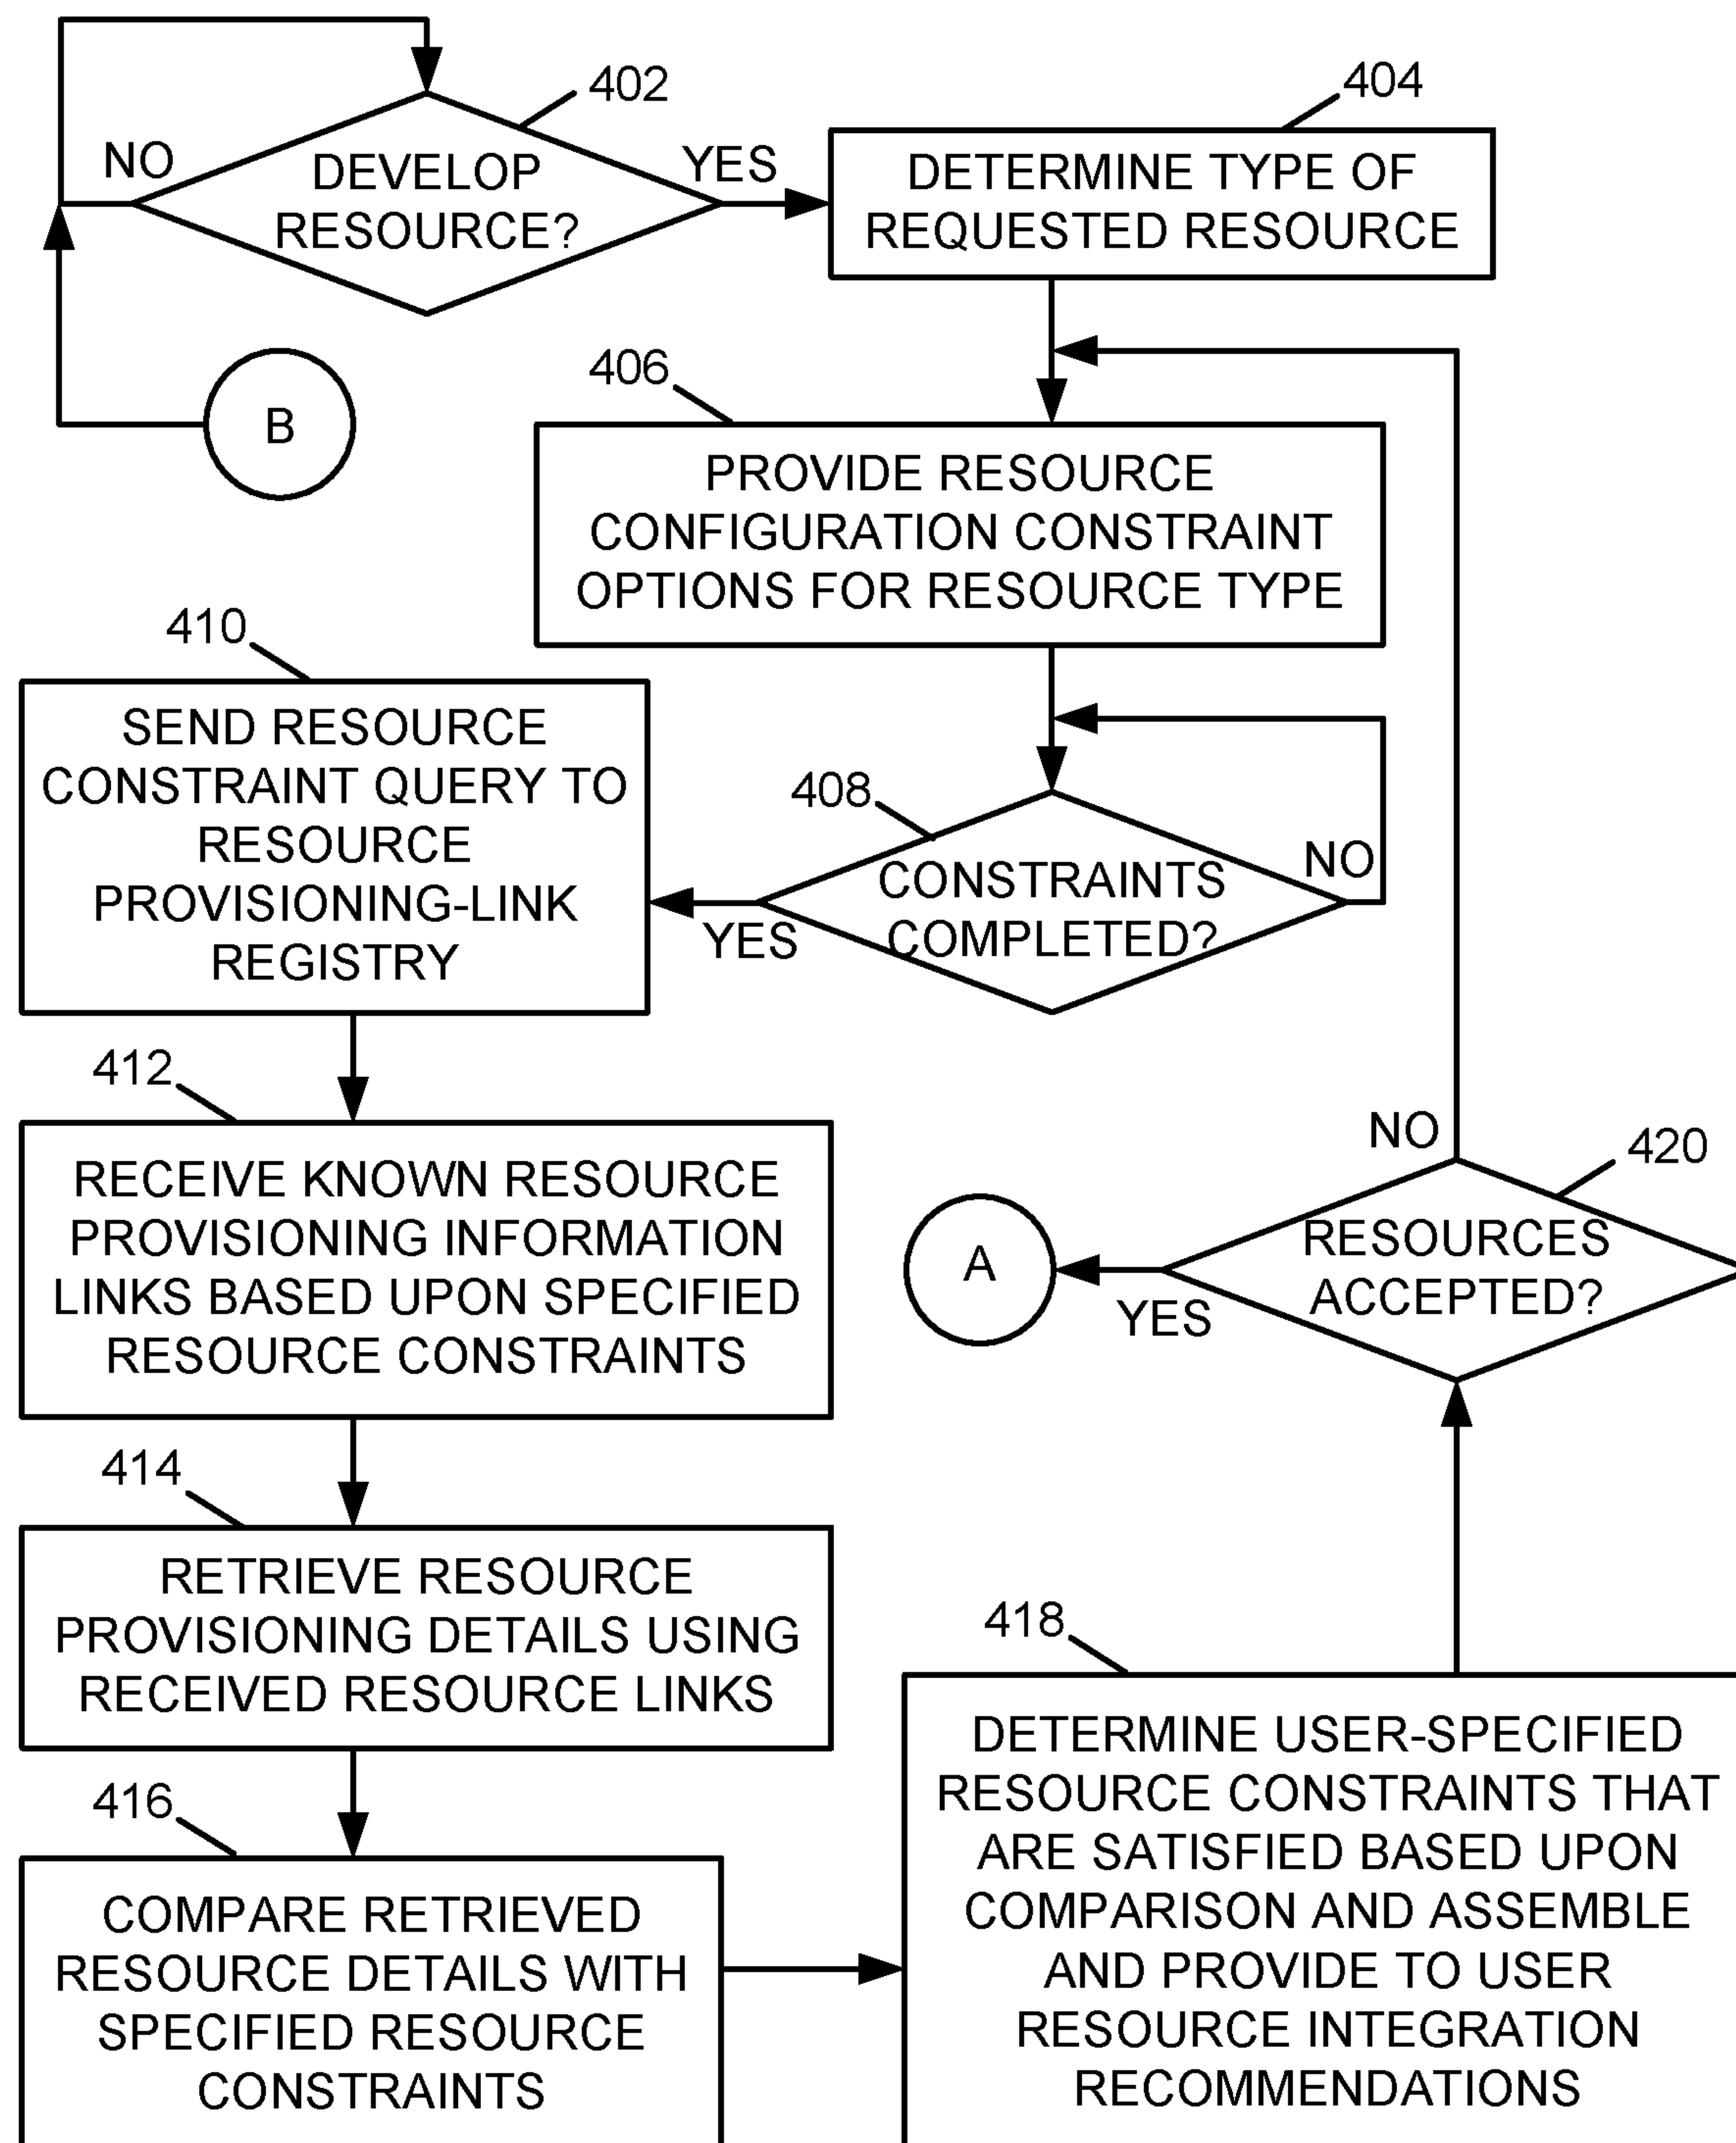 402
NO
DEVELOP
RESOURCE?
YES
404
DETERMINE TYPE OF
REQUESTED RESOURCE
B
406
PROVIDE RESOURCE
CONFIGURATION CONSTRAINT
OPTIONS FOR RESOURCE TYPE
408
CONSTRAINTS
COMPLETED?
NO
YES
410
SEND RESOURCE
CONSTRAINT QUERY TO
RESOURCE
PROVISIONING-LINK
REGISTRY
412
RECEIVE KNOWN RESOURCE
PROVISIONING INFORMATION
LINKS BASED UPON SPECIFIED
RESOURCE CONSTRAINTS
414
RETRIEVE RESOURCE
PROVISIONING DETAILS USING
RECEIVED RESOURCE LINKS
416
COMPARE RETRIEVED
RESOURCE DETAILS WITH
SPECIFIED RESOURCE
CONSTRAINTS
418
DETERMINE USER-SPECIFIED
RESOURCE CONSTRAINTS THAT
ARE SATISFIED BASED UPON
COMPARISON AND ASSEMBLE
AND PROVIDE TO USER
RESOURCE INTEGRATION
RECOMMENDATIONS
420
NO
RESOURCES
ACCEPTED?
YES
A